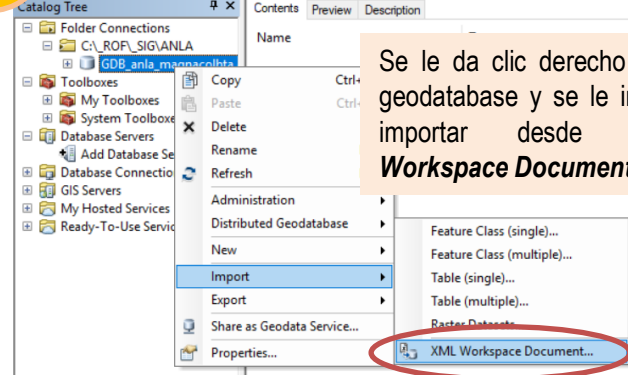 Catalog Tree
Contents Preview Description
Folder Connections
C:\_ROF\_SIG\ANLA
GDB_anla_magnacolbta
Toolboxes
My Toolboxes
System Toolboxe
Database Servers
Add Database Se
Database Connectio
GIS Servers
My Hosted Services
Ready-To-Use Servic
Name
Se le da clic derecho
geodatabase y se le
importar desde
Workspace Document
Copy
Paste
Delete
Rename
Refresh
Administration
Distributed Geodatabase
New
Import
Export
Share as Geodata Service...
Properties...
Feature Class (single)...
Feature Class (multiple)...
Table (single)...
Table (multiple)...
Raster Datasets
XML Workspace Document...